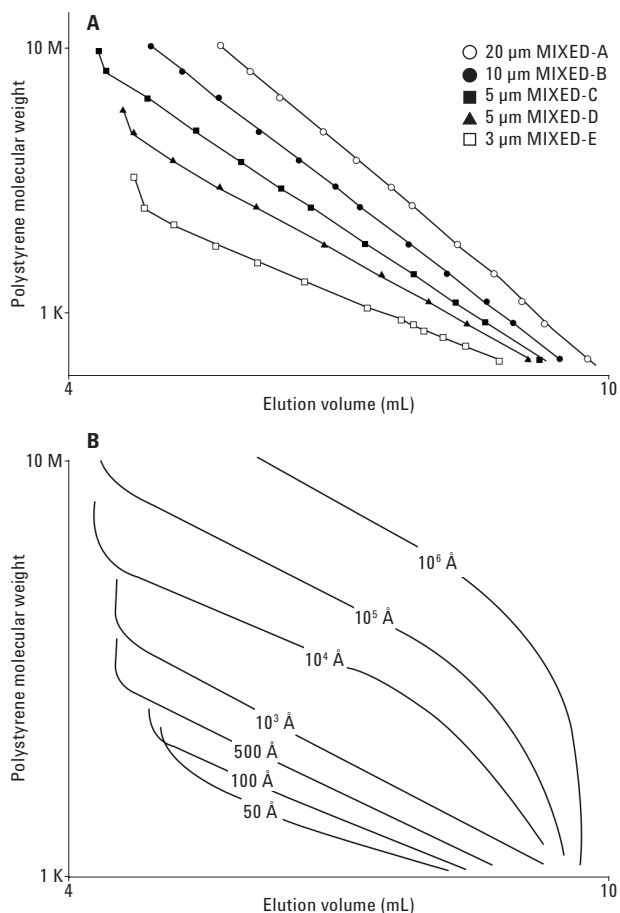 A
10 M
Polystyrene molecular weight
1 K
4
10
Elution volume (mL)
20 µm MIXED-A
10 µm MIXED-B
5 µm MIXED-C
5 µm MIXED-D
3 µm MIXED-E
B
10 M
Polystyrene molecular weight
1 K
4
10
Elution volume (mL)
10⁶ Å
10⁵ Å
10⁴ Å
10³ Å
500 Å
100 Å
50 Å